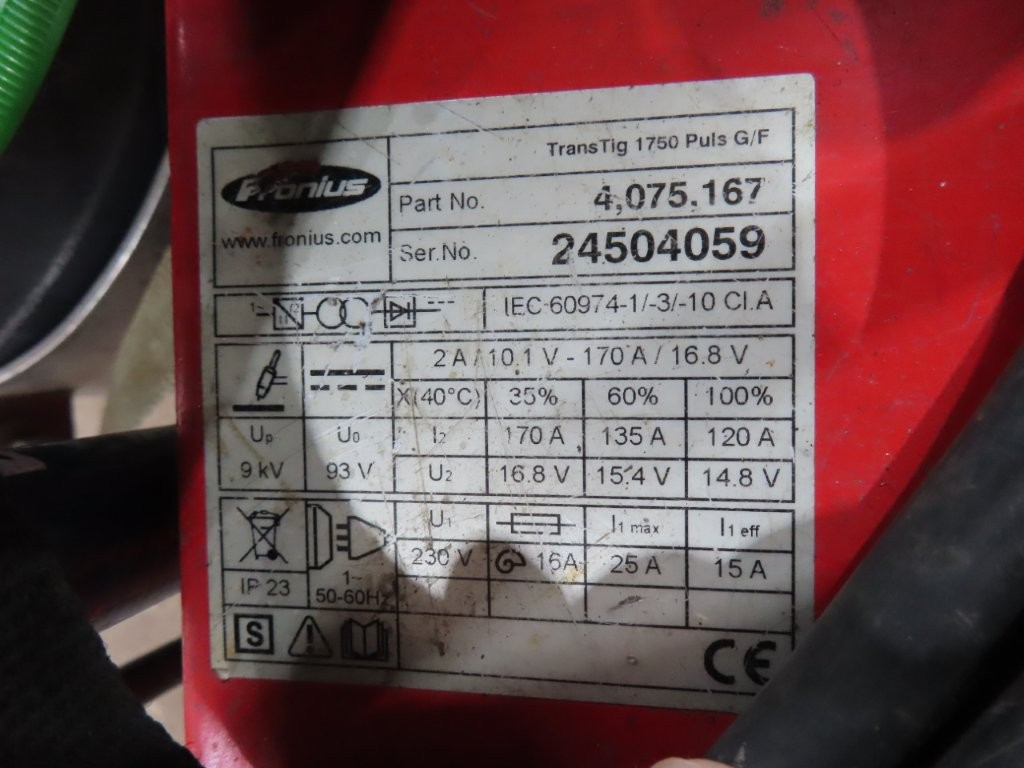 TransTig 1750 Puls G/F
Fronius
Part No. 4,075.167
www.fronius.com
Ser.No. 24504059
1~ IEC 60974-1/-3/-10 Cl.A
2 A / 10.1 V - 170 A / 16.8 V
X(40°C) 35% 60% 100%
Up U0 I2 170 A 135 A 120 A
9 kV 93 V U2 16.8 V 15.4 V 14.8 V
U1 I1 max I1 eff
230 V 16A 25 A 15 A
IP 23 1~
50-60Hz
S
CE